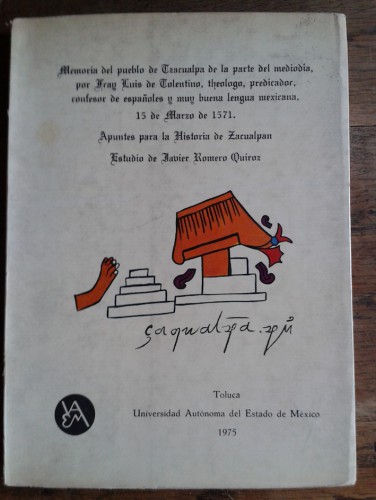 Memoria del pueblo de Tzacualpa de la parte del mediodía,
por Fray Luis de Tolentino, theologo, predicador,
confesor de españoles y muy buena lengua mexicana.
15 de Marzo de 1571.
Apuntes para la Historia de Zacualpan
Estudio de Javier Romero Quiroz
Toluca
Universidad Autónoma del Estado de México
1975